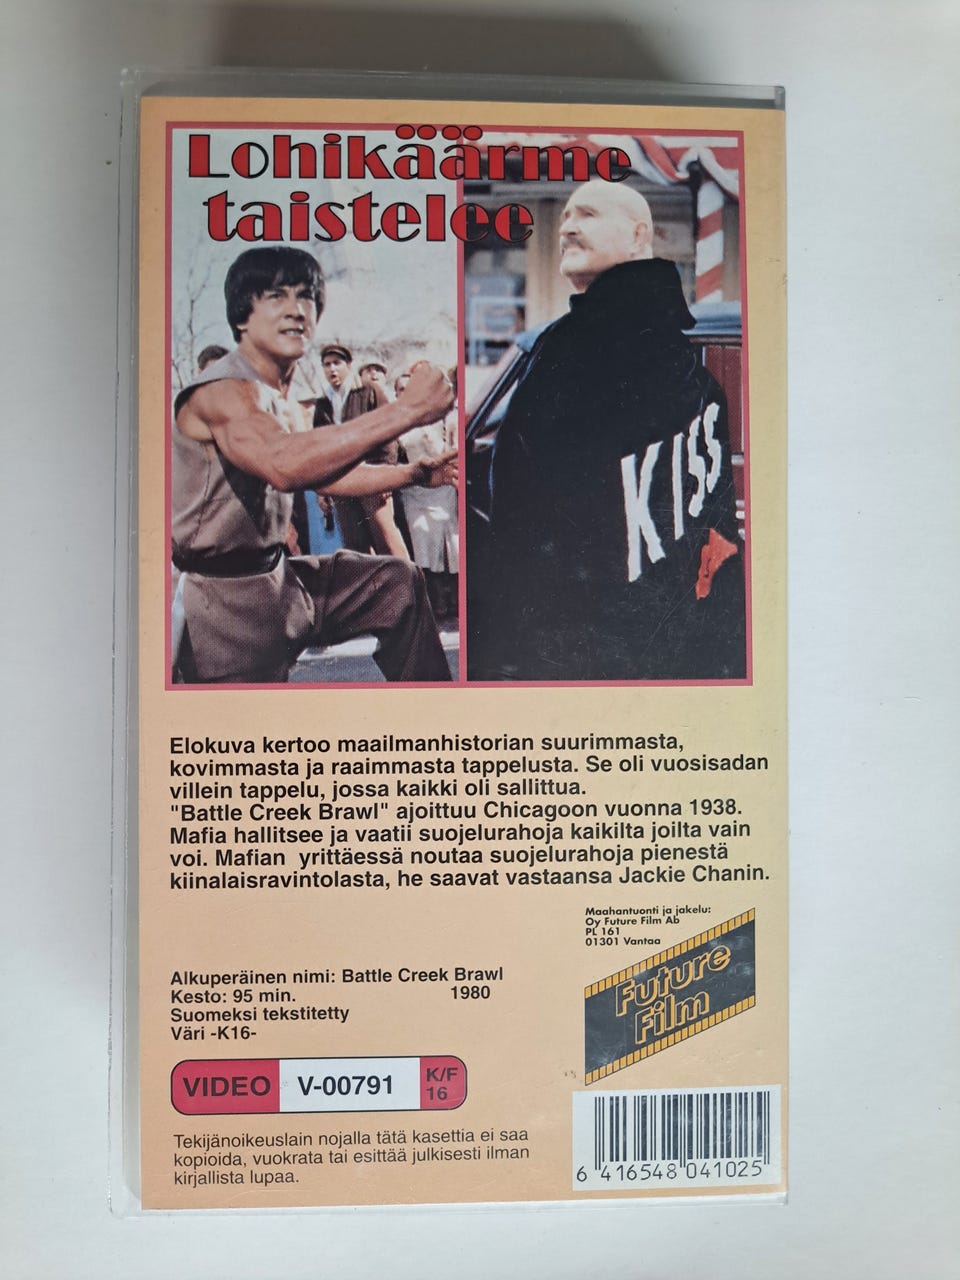 Lohikäärme
taistelee
KISS
Elokuva kertoo maailmanhistorian suurimmasta,
kovimmasta ja raaimmasta tappelusta. Se oli vuosisadan
villein tappelu, jossa kaikki oli sallittua.
"Battle Creek Brawl" ajoittuu Chicagoon vuonna 1938.
Mafia hallitsee ja vaatii suojelurahoja kaikilta joilta vain
voi. Mafian yrittäessä noutaa suojelurahoja pienestä
kiinalaisravintolasta, he saavat vastaansa Jackie Chanin.
Maahantuonti ja jakelu:
Oy Future Film Ab
PL 161
01301 Vantaa
Future
Film
Alkuperäinen nimi: Battle Creek Brawl
Kesto: 95 min. 1980
Suomeksi tekstitetty
Väri -K16-
VIDEO V-00791 K/F
16
Tekijänoikeuslain nojalla tätä kasettia ei saa
kopioida, vuokrata tai esittää julkisesti ilman
kirjallista lupaa.
6 416548 041025